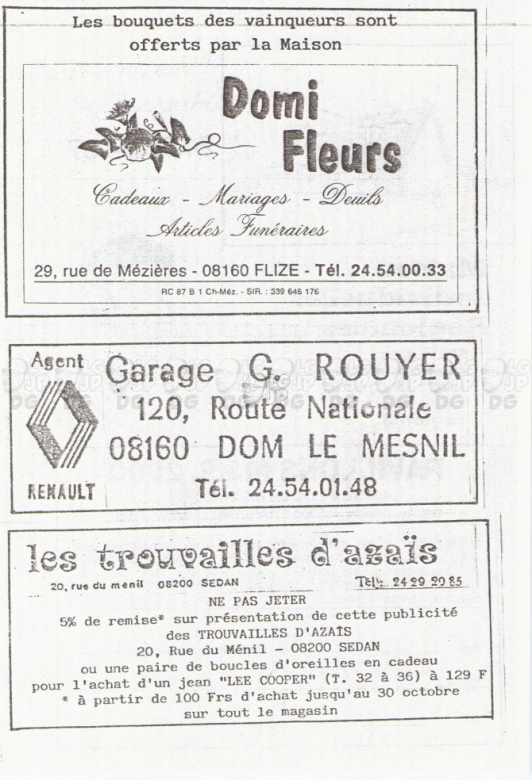 Les bouquets des vainqueurs sont
offerts par la Maison
Domi
Fleurs
Cadeaux - Mariages - Deuils
Articles Funéraires
29, rue de Mézières - 08160 FLIZE - Tél. 24.54.00.33
RC 87 B 1 Ch-Méz. - SIR. : 339 646 176
Agent
RENAULT
Garage G. ROUYER
120, Route Nationale
08160 DOM LE MESNIL
Tél. 24.54.01.48
les trouvailles d'azaïs
20, rue du menil 08200 SEDAN Tél: 24 29 20 85
NE PAS JETER
5% de remise* sur présentation de cette publicité
des TROUVAILLES D'AZAÏS
20, Rue du Ménil - 08200 SEDAN
ou une paire de boucles d'oreilles en cadeau
pour l'achat d'un jean "LEE COOPER" (T. 32 à 36) à 129 F
* à partir de 100 Frs d'achat jusqu'au 30 octobre
sur tout le magasin